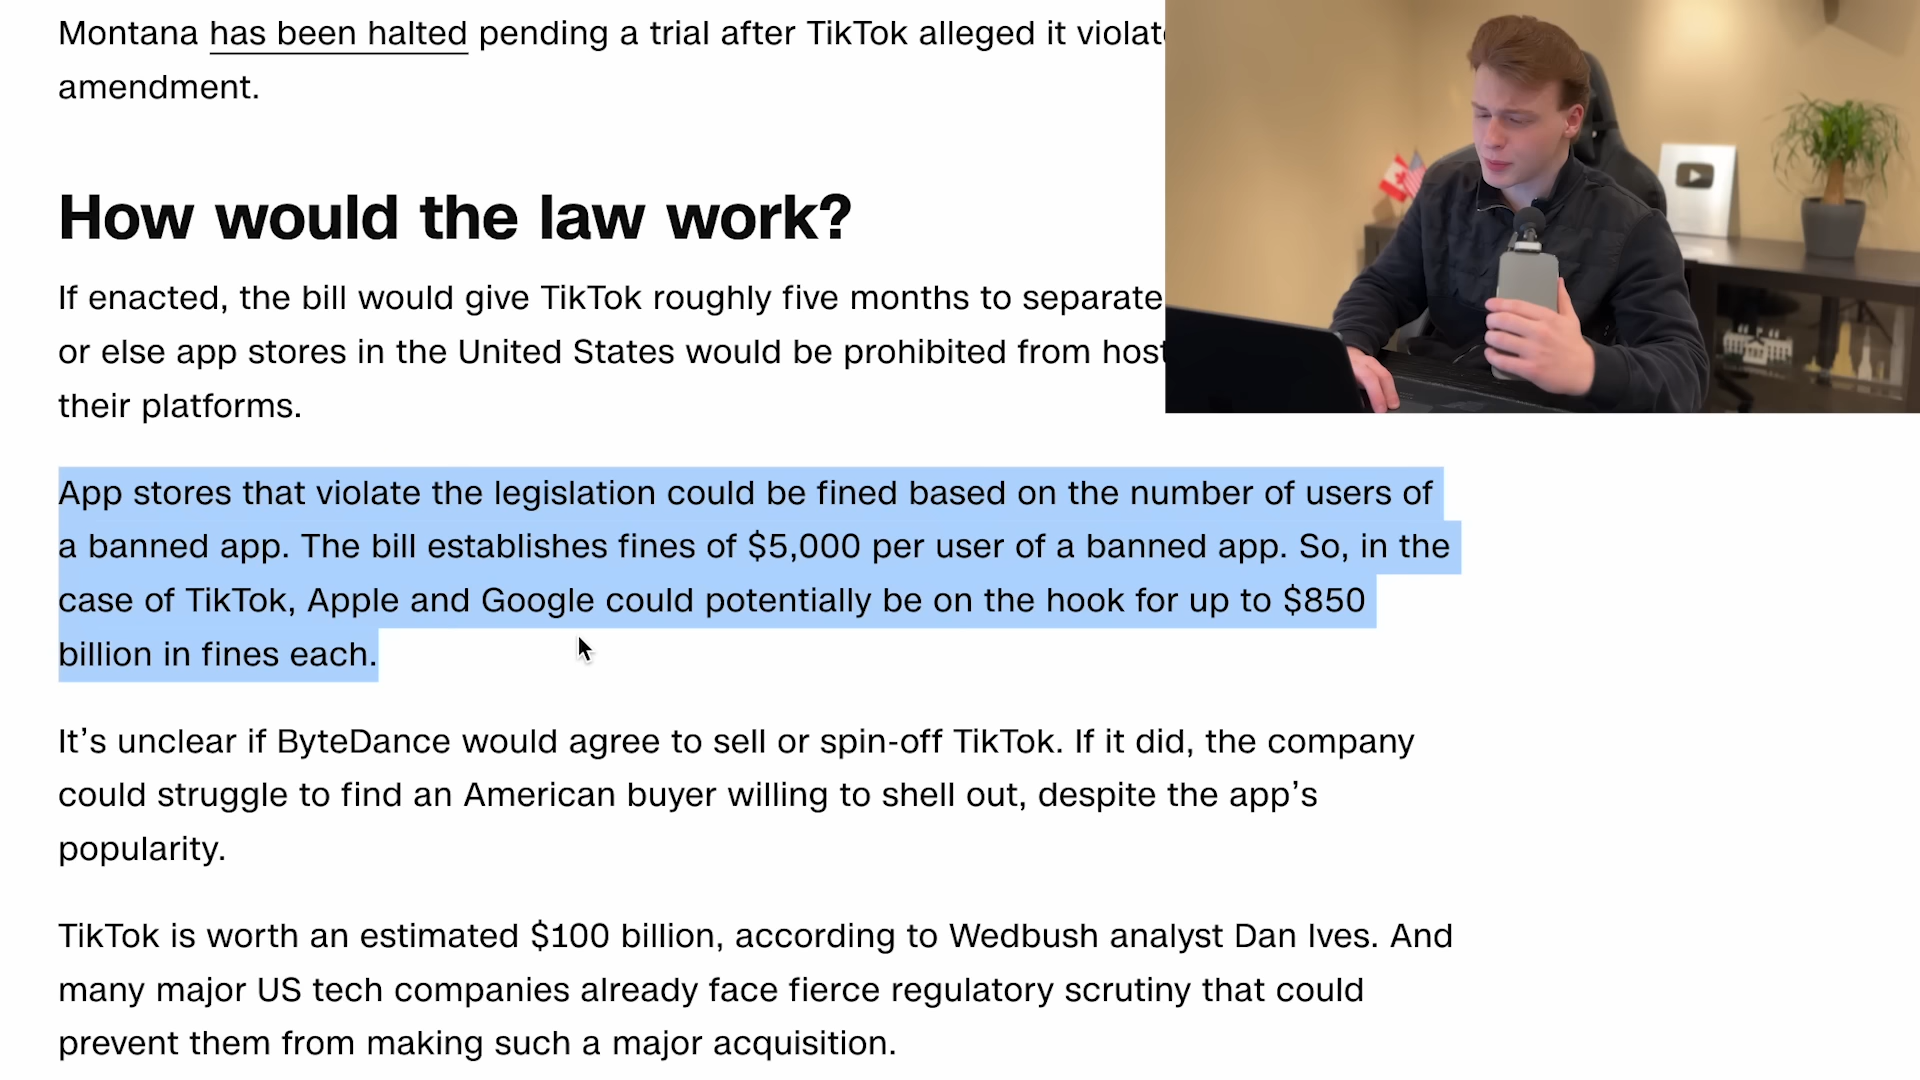 Montana has been halted pending a trial after TikTok alleged it
amendment.
How would the law work?
If enacted, the bill would give TikTok roughly five months to separate
or else app stores in the United States would be prohibited from
their platforms.
App stores that violate the legislation could be fined based on the number of users of
a banned app. The bill establishes fines of $5,000 per user of a banned app. So, in the
case of TikTok, Apple and Google could potentially be on the hook for up to $850
billion in fines each.
It’s unclear if ByteDance would agree to sell or spin-off TikTok. If it did, the company
could struggle to find an American buyer willing to shell out, despite the app’s
popularity.
TikTok is worth an estimated $100 billion, according to Wedbush analyst Dan Ives. And
many major US tech companies already face fierce regulatory scrutiny that could
prevent them from making such a major acquisition.